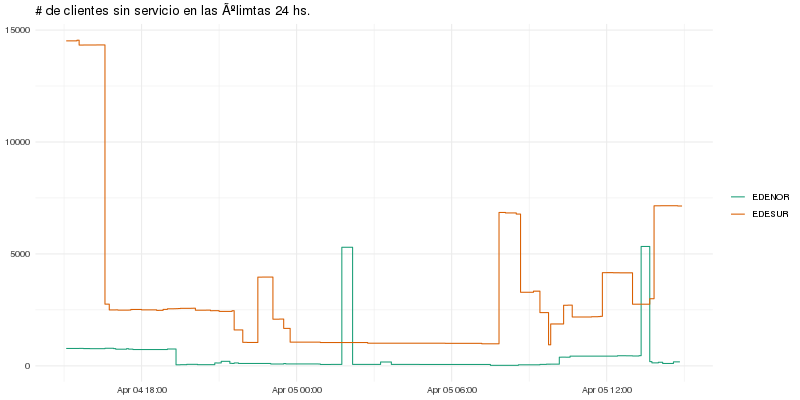 # de clientes sin servicio en las Ãºlimtas 24 hs.
15000
10000
5000
0
Apr 04 18:00
Apr 05 00:00
Apr 05 06:00
Apr 05 12:00
EDENOR
EDESUR